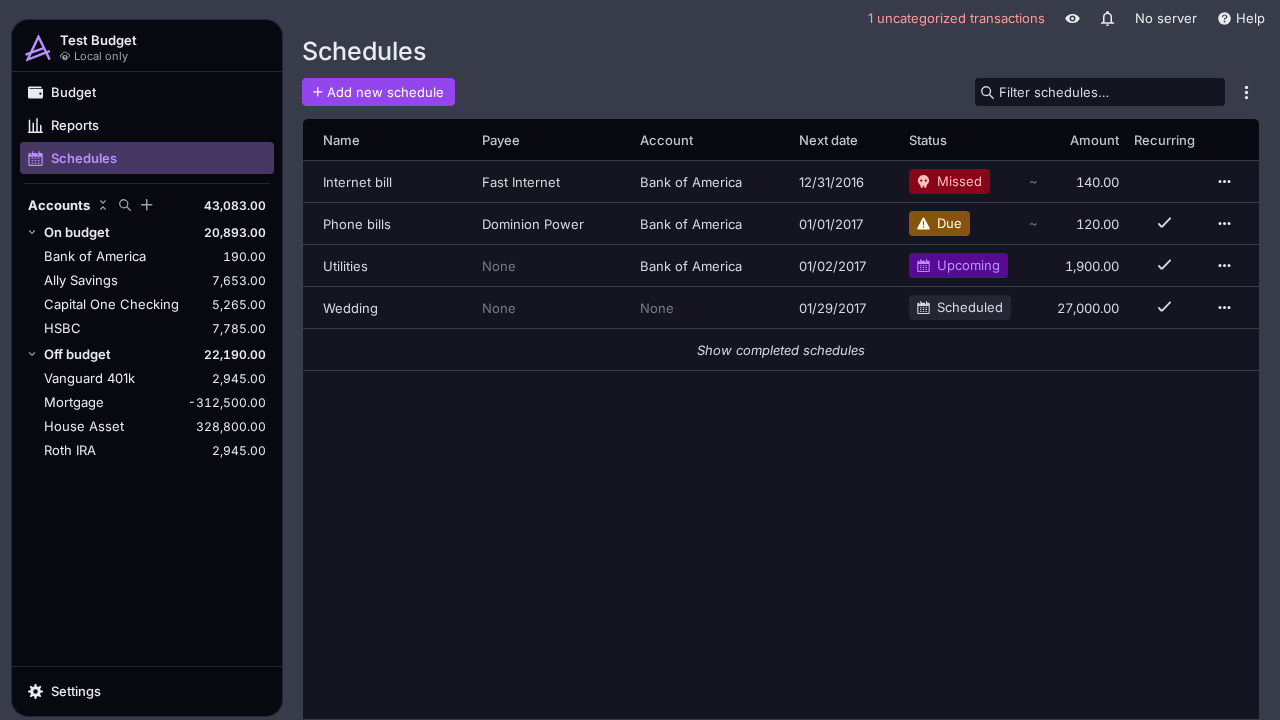 1 uncategorized transactions
No server
Help
Test Budget
Local only
Budget
Reports
Schedules
Accounts 43,083.00
On budget 20,893.00
Bank of America 190.00
Ally Savings 7,653.00
Capital One Checking 5,265.00
HSBC 7,785.00
Off budget 22,190.00
Vanguard 401k 2,945.00
Mortgage -312,500.00
House Asset 328,800.00
Roth IRA 2,945.00
Settings
Schedules
Add new schedule
Filter schedules...
Name Payee Account Next date Status Amount Recurring
Internet bill Fast Internet Bank of America 12/31/2016 Missed ~ 140.00
Phone bills Dominion Power Bank of America 01/01/2017 Due ~ 120.00
Utilities None Bank of America 01/02/2017 Upcoming 1,900.00
Wedding None None 01/29/2017 Scheduled 27,000.00
Show completed schedules